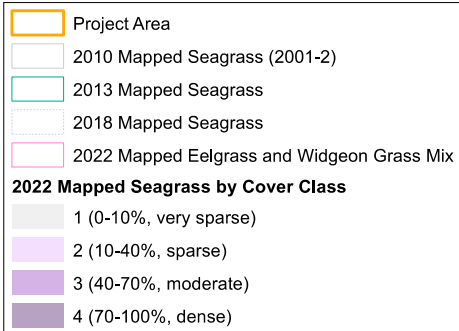 Project Area
2010 Mapped Seagrass (2001-2)
2013 Mapped Seagrass
2018 Mapped Seagrass
2022 Mapped Eelgrass and Widgeon Grass Mix
2022 Mapped Seagrass by Cover Class
1 (0-10%, very sparse)
2 (10-40%, sparse)
3 (40-70%, moderate)
4 (70-100%, dense)